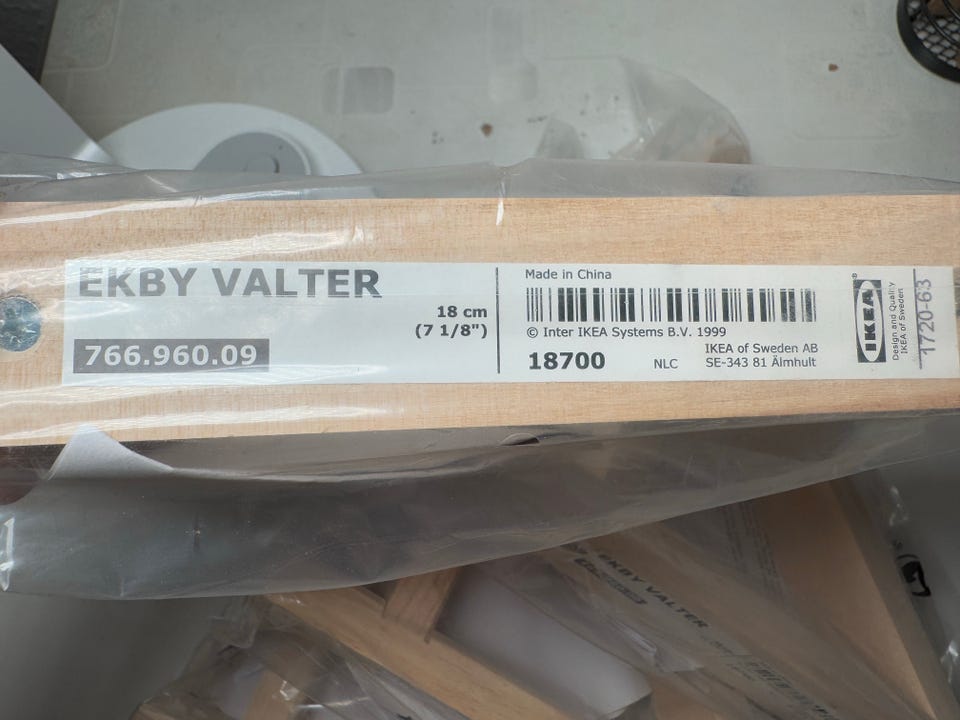 EKBY VALTER
18 cm
(7 1/8")
766.960.09
Made in China
© Inter IKEA Systems B.V. 1999
18700
NLC
IKEA of Sweden AB
SE-343 81 Älmhult
IKEA
®
Design and Quality
IKEA of Sweden
1720-63
EKBY VALTER